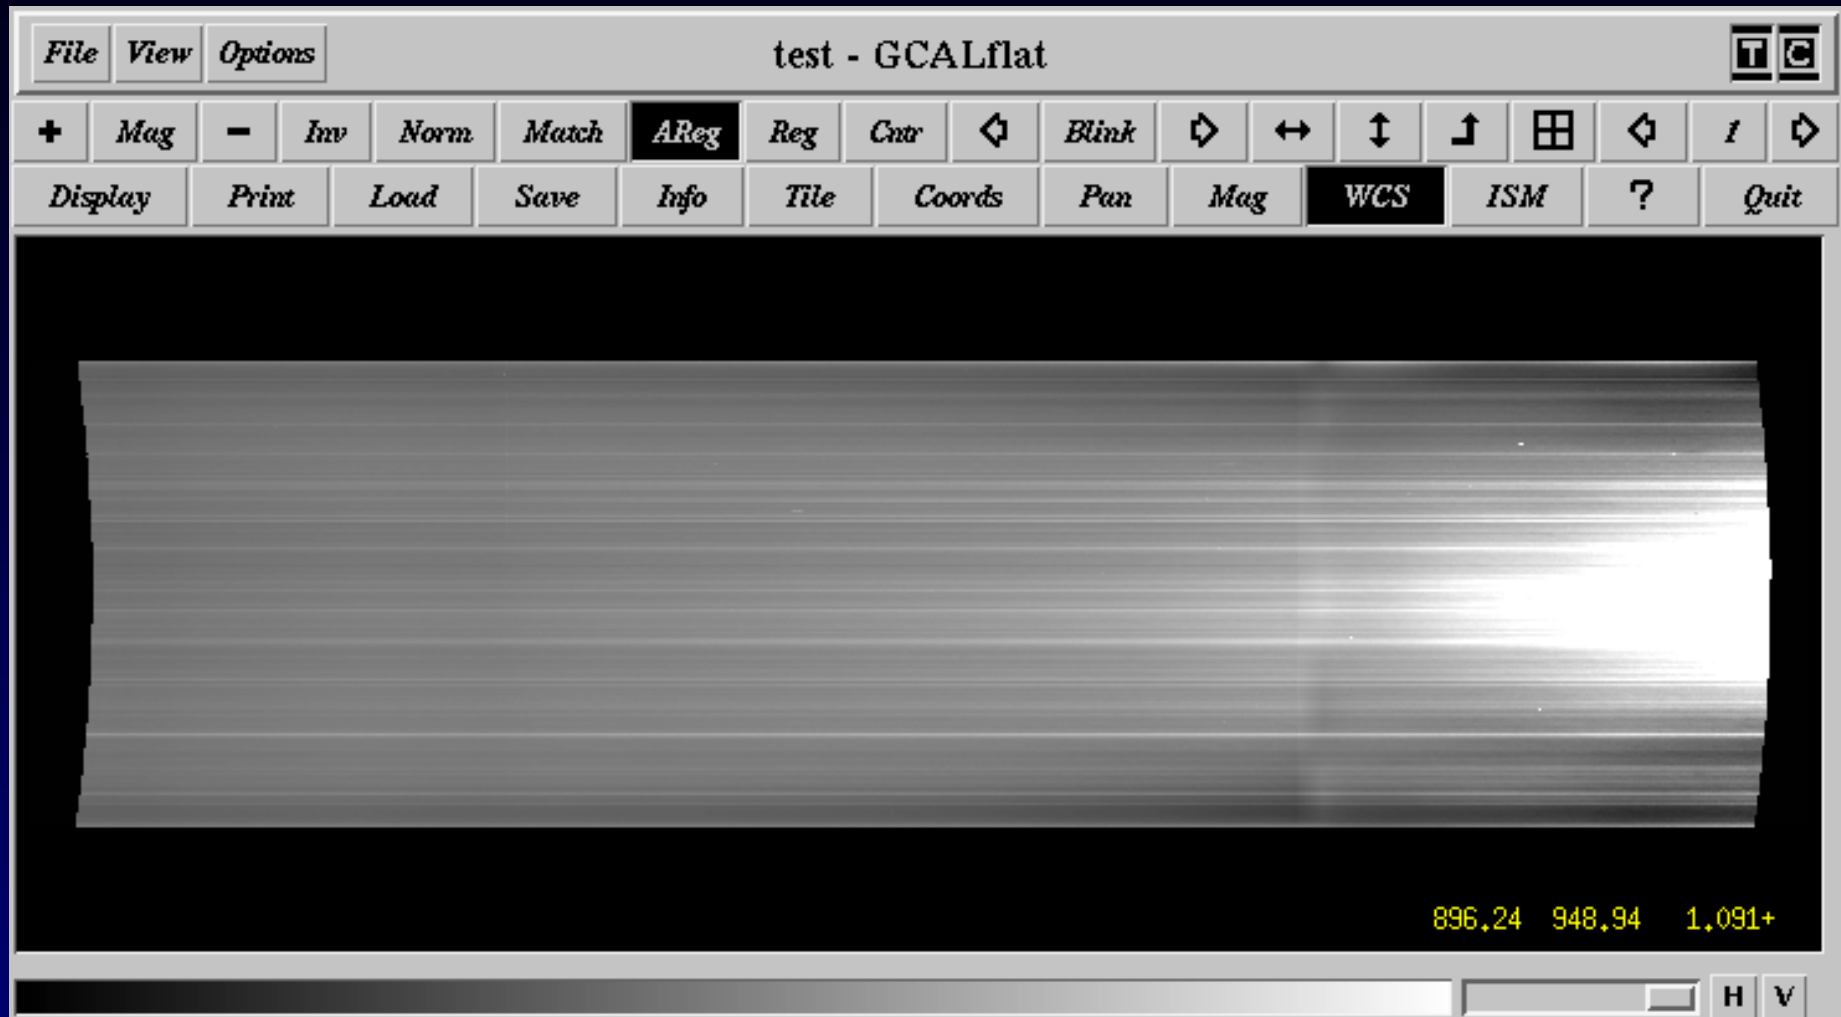 File View Options test - GCALflat T C
+ Mag - Inv Norm Match AReg Reg Cntr Blink 1
Display Print Load Save Info Tile Coords Pan Mag WCS ISM ? Quit
896.24 948.94 1.091+
H V